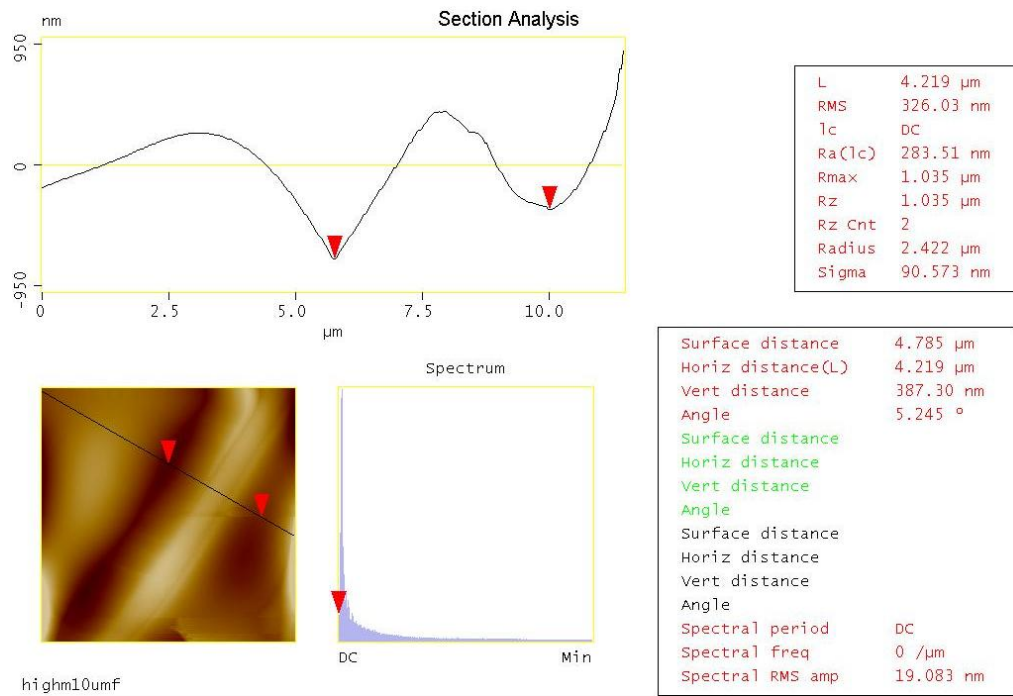 Section Analysis
nm
950
0
-950
0 2.5 5.0 7.5 10.0
µm
L 4.219 µm
RMS 326.03 nm
lc DC
Ra(lc) 283.51 nm
Rmax 1.035 µm
Rz 1.035 µm
Rz Cnt 2
Radius 2.422 µm
Sigma 90.573 nm
Surface distance 4.785 µm
Horiz distance(L) 4.219 µm
Vert distance 387.30 nm
Angle 5.245 º
Surface distance
Horiz distance
Vert distance
Angle
Surface distance
Horiz distance
Vert distance
Angle
Spectral period DC
Spectral freq 0 /µm
Spectral RMS amp 19.083 nm
Spectrum
DC Min
highm10umf